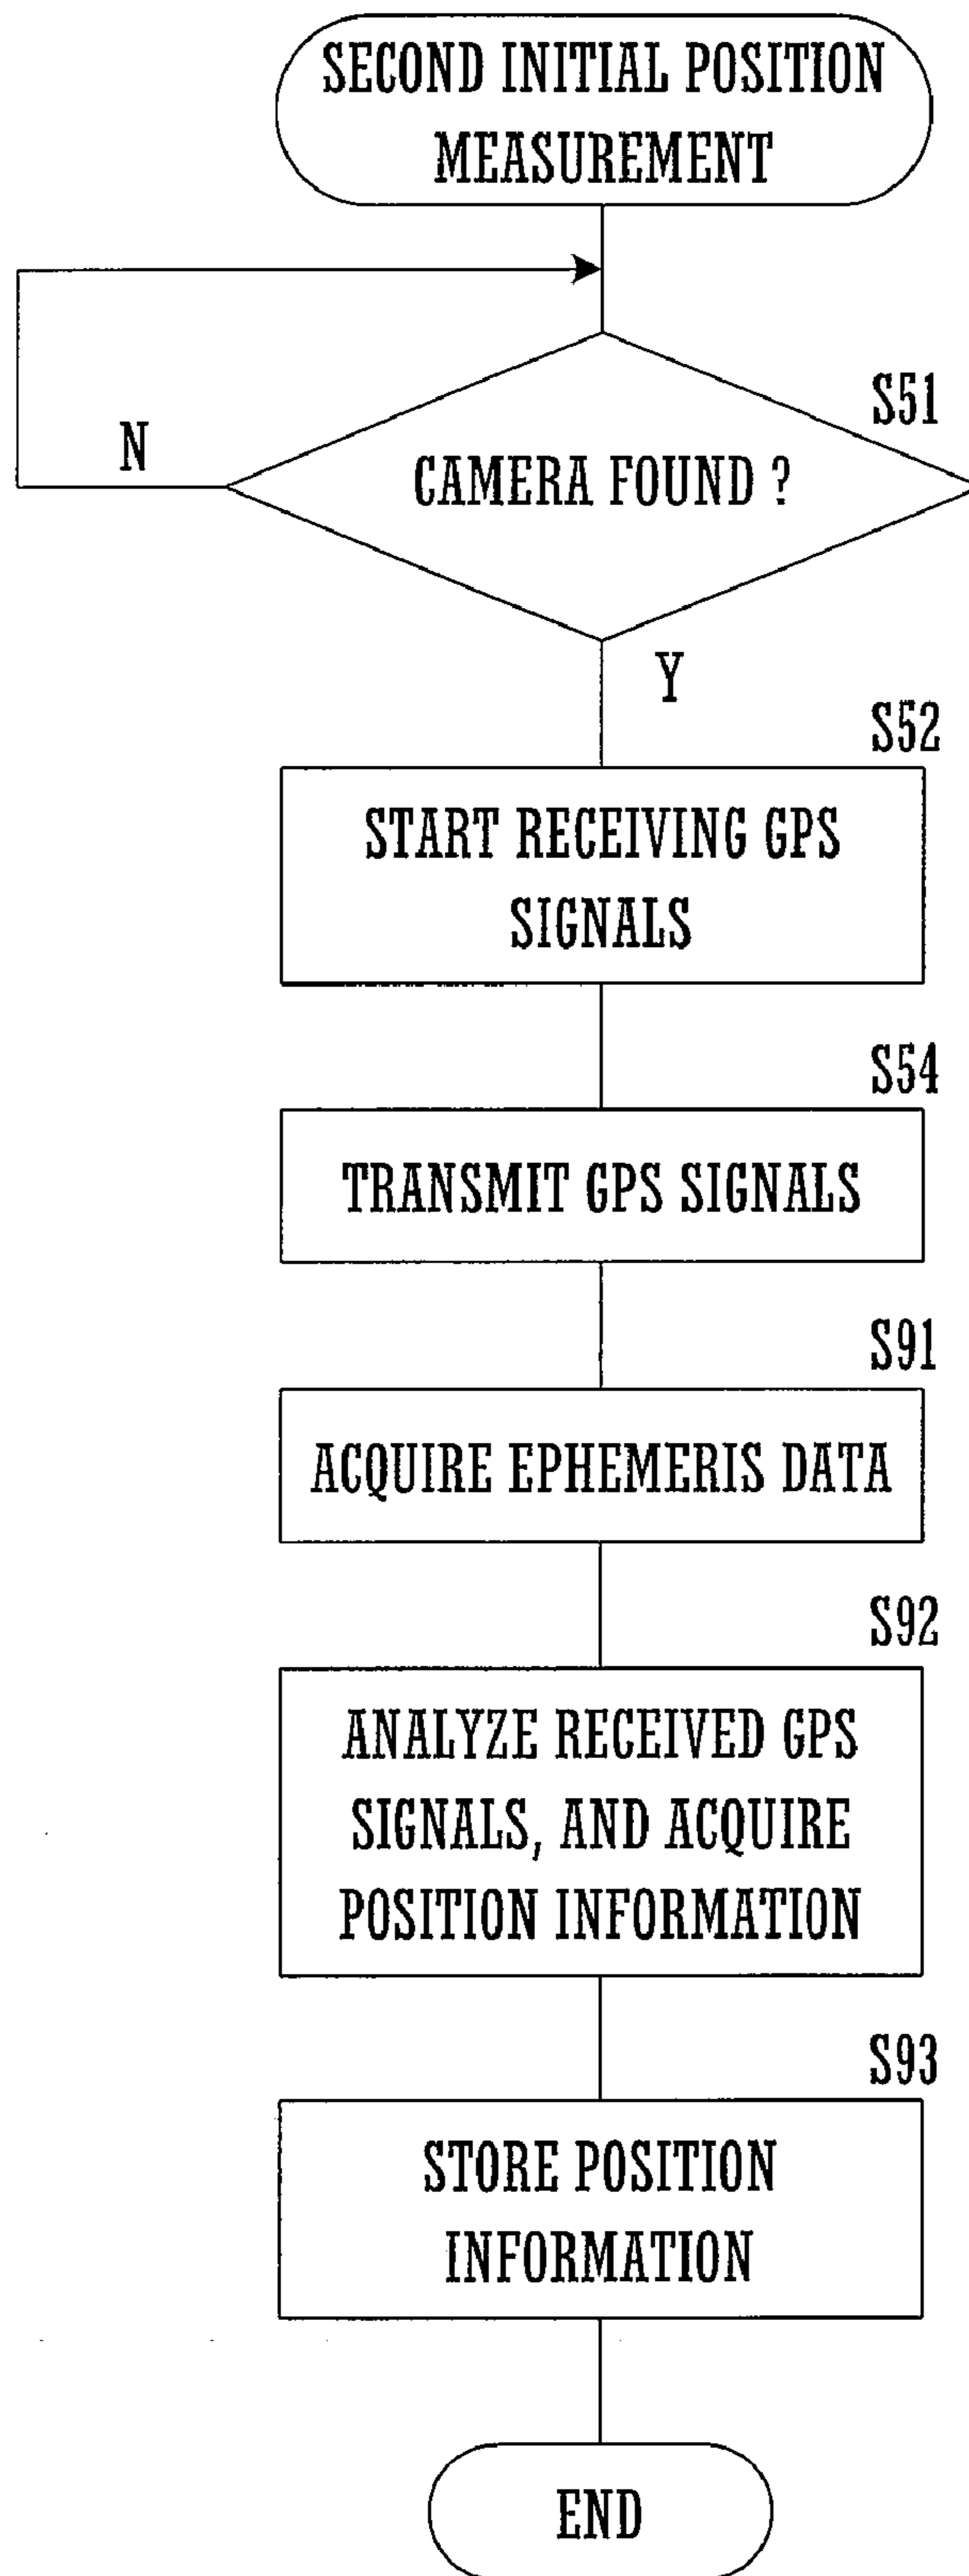 SECOND INITIAL POSITION
MEASUREMENT
S51
N
CAMERA FOUND ?
Y
S52
START RECEIVING GPS
SIGNALS
S54
TRANSMIT GPS SIGNALS
S91
ACQUIRE EPHEMERIS DATA
S92
ANALYZE RECEIVED GPS
SIGNALS, AND ACQUIRE
POSITION INFORMATION
S93
STORE POSITION
INFORMATION
END